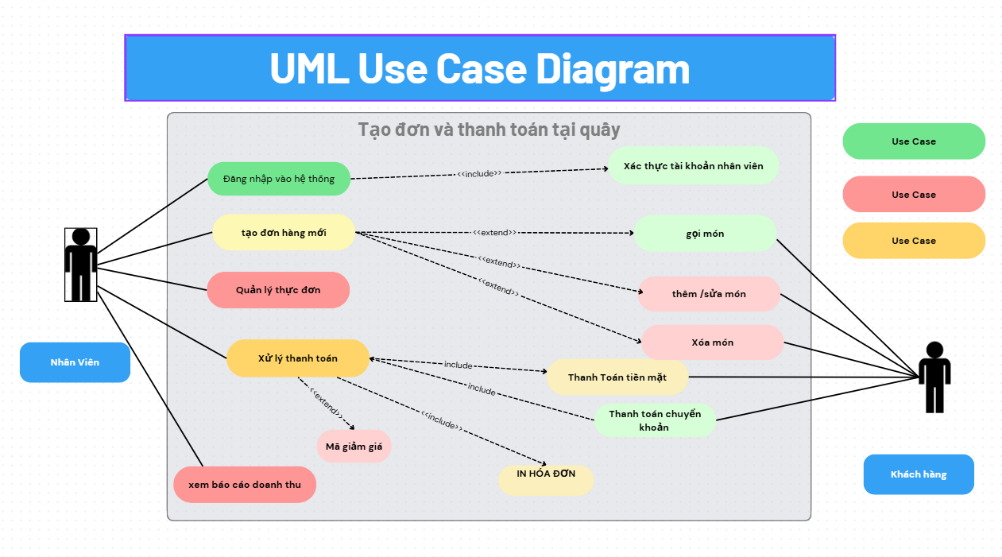 UML Use Case Diagram
Tạo đơn và thanh toán tại quầy
Use Case
Use Case
Use Case
Đăng nhập vào hệ thông
<<include>>
Xác thực tài khoản nhân viên
tạo đơn hàng mới
<<extend>>
gọi món
<<extend>>
<<extend>>
Quản lý thực đơn
thêm /sửa món
Xóa món
Nhân Viên
Xử lý thanh toán
include
include
Thanh Toán tiền mặt
Thanh toán chuyển
khoản
<<extend>>
<<include>>
Mã giảm giá
IN HÓA ĐƠN
xem báo cáo doanh thu
Khách hàng